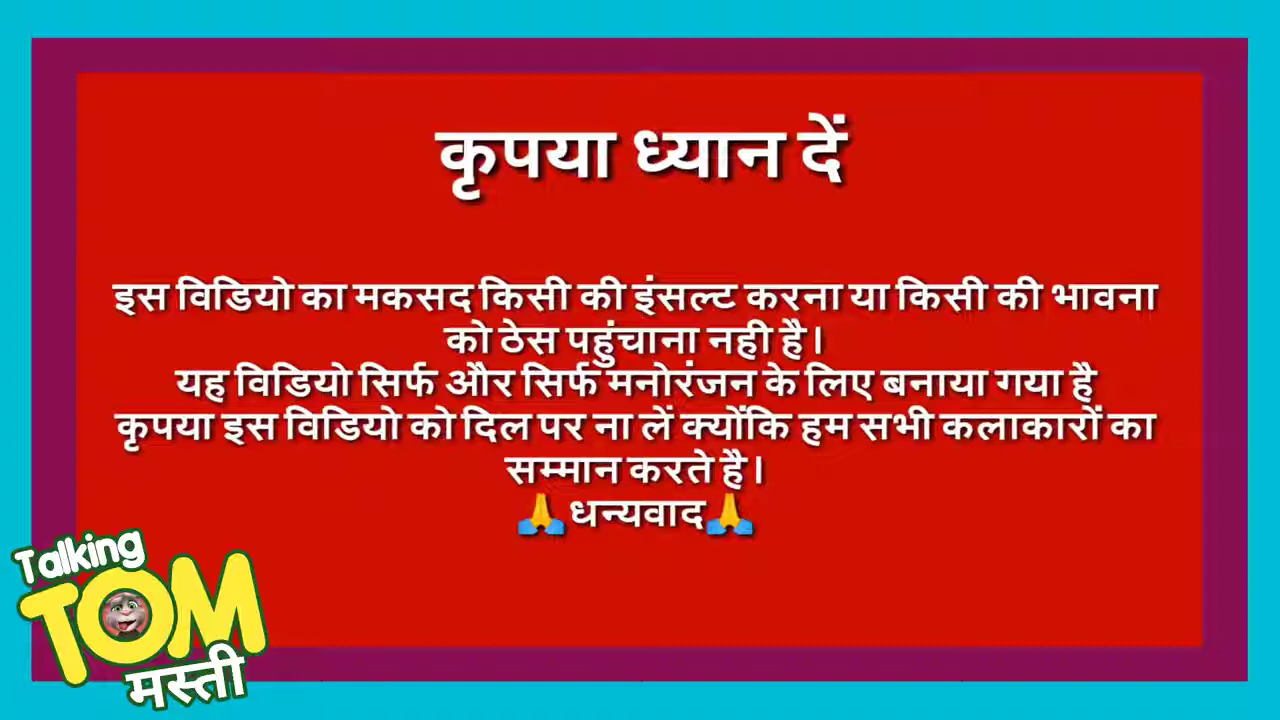 कृपया ध्यान दें
इस विडियो का मकसद किसी की इंसल्ट करना या किसी की भावना
को ठेस पहुंचाना नही है।
यह विडियो सिर्फ और सिर्फ मनोरंजन के लिए बनाया गया है
कृपया इस विडियो को दिल पर ना लें क्योंकि हम सभी कलाकारों का
सम्मान करते है।
🙏धन्यवाद🙏
Talking
TOM
मस्ती